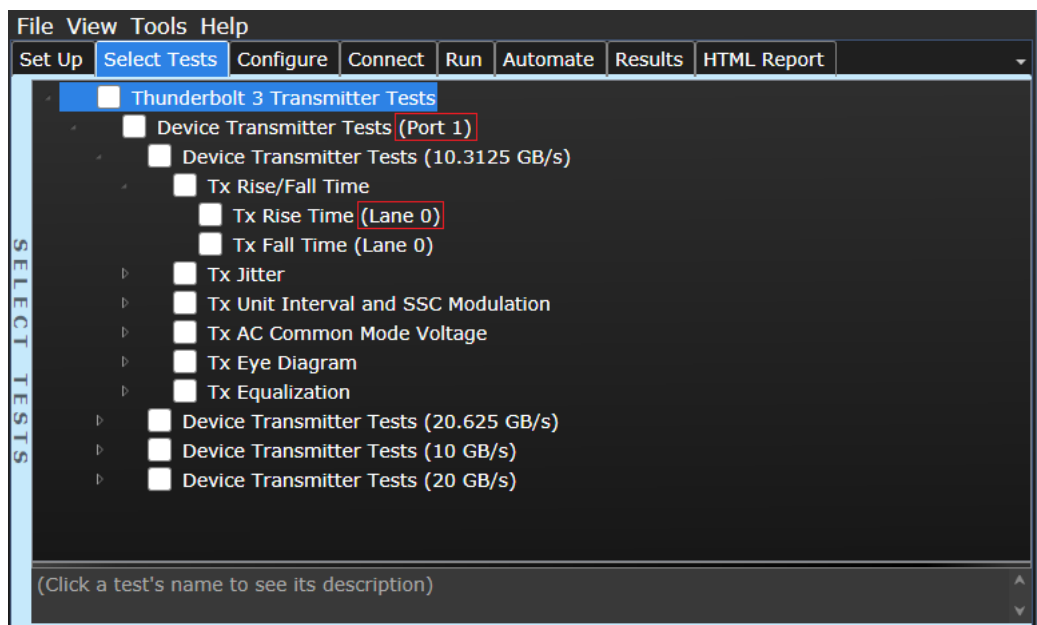 File View Tools Help
Set Up Select Tests Configure Connect Run Automate Results HTML Report
Thunderbolt 3 Transmitter Tests
Device Transmitter Tests (Port 1)
Device Transmitter Tests (10.3125 GB/s)
Tx Rise/Fall Time
Tx Rise Time (Lane 0)
Tx Fall Time (Lane 0)
Tx Jitter
Tx Unit Interval and SSC Modulation
Tx AC Common Mode Voltage
Tx Eye Diagram
Tx Equalization
Device Transmitter Tests (20.625 GB/s)
Device Transmitter Tests (10 GB/s)
Device Transmitter Tests (20 GB/s)
SELECT TESTS
(Click a test's name to see its description)